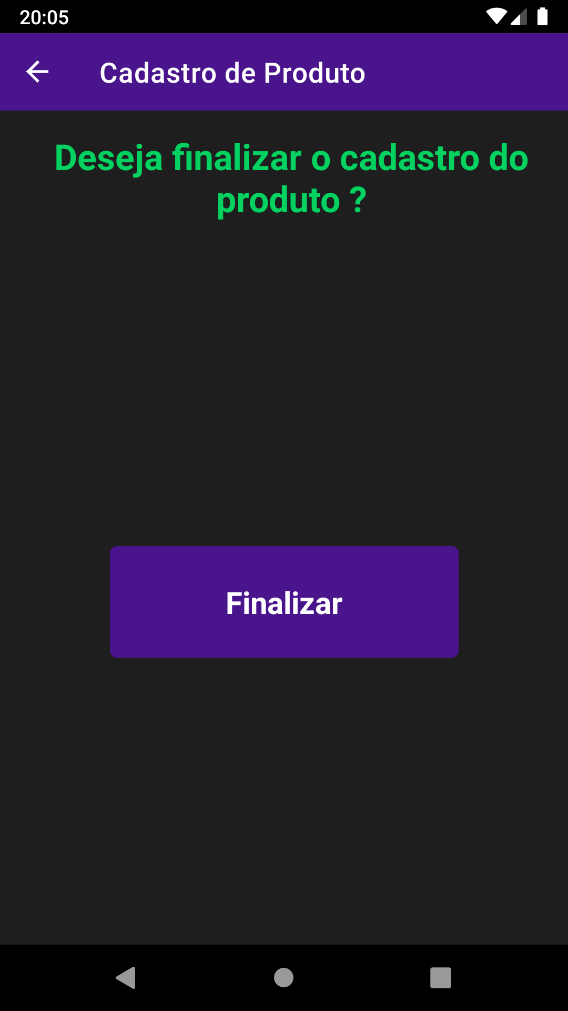 20:05
Cadastro de Produto
Deseja finalizar o cadastro do
produto ?
Finalizar